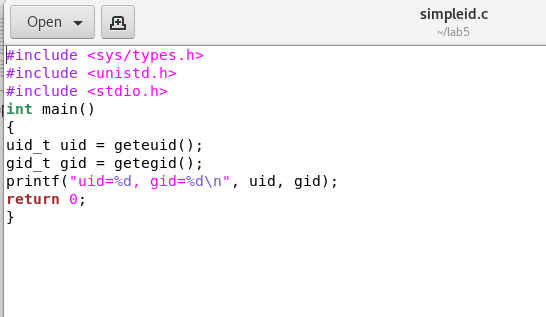 Open
simpleid.c
~/lab5
#include <sys/types.h>
#include <unistd.h>
#include <stdio.h>
int main()
{
uid_t uid = geteuid();
gid_t gid = getegid();
printf("uid=%d, gid=%d\n", uid, gid);
return 0;
}